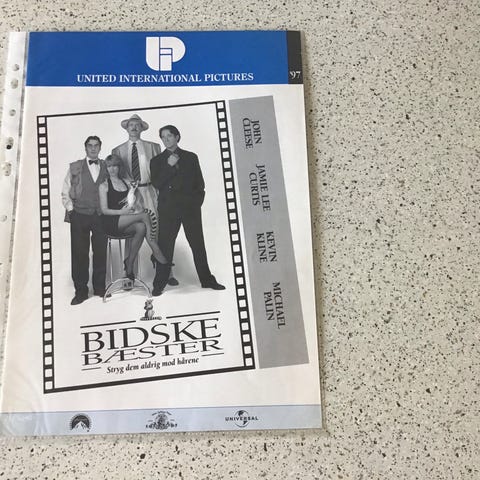 UIP
UNITED INTERNATIONAL PICTURES
'97
JOHN
CLEESE
JAMIE LEE
CURTIS
KEVIN
KLINE
MICHAEL
PALIN
BIDSKE
BÆSTER
Stryg dem aldrig mod hårene
UNIVERSAL